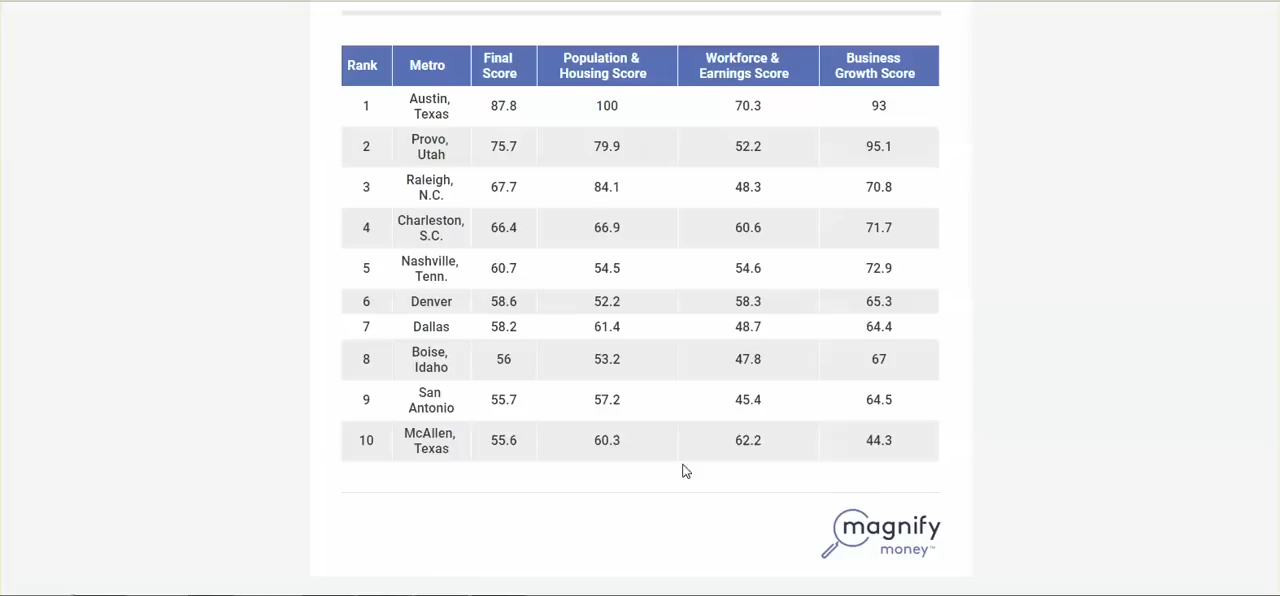 Rank Metro Final Score Population & Housing Score Workforce & Earnings Score Business Growth Score
1 Austin, Texas 87.8 100 70.3 93
2 Provo, Utah 75.7 79.9 52.2 95.1
3 Raleigh, N.C. 67.7 84.1 48.3 70.8
4 Charleston, S.C. 66.4 66.9 60.6 71.7
5 Nashville, Tenn. 60.7 54.5 54.6 72.9
6 Denver 58.6 52.2 58.3 65.3
7 Dallas 58.2 61.4 48.7 64.4
8 Boise, Idaho 56 53.2 47.8 67
9 San Antonio 55.7 57.2 45.4 64.5
10 McAllen, Texas 55.6 60.3 62.2 44.3
magnify
money™